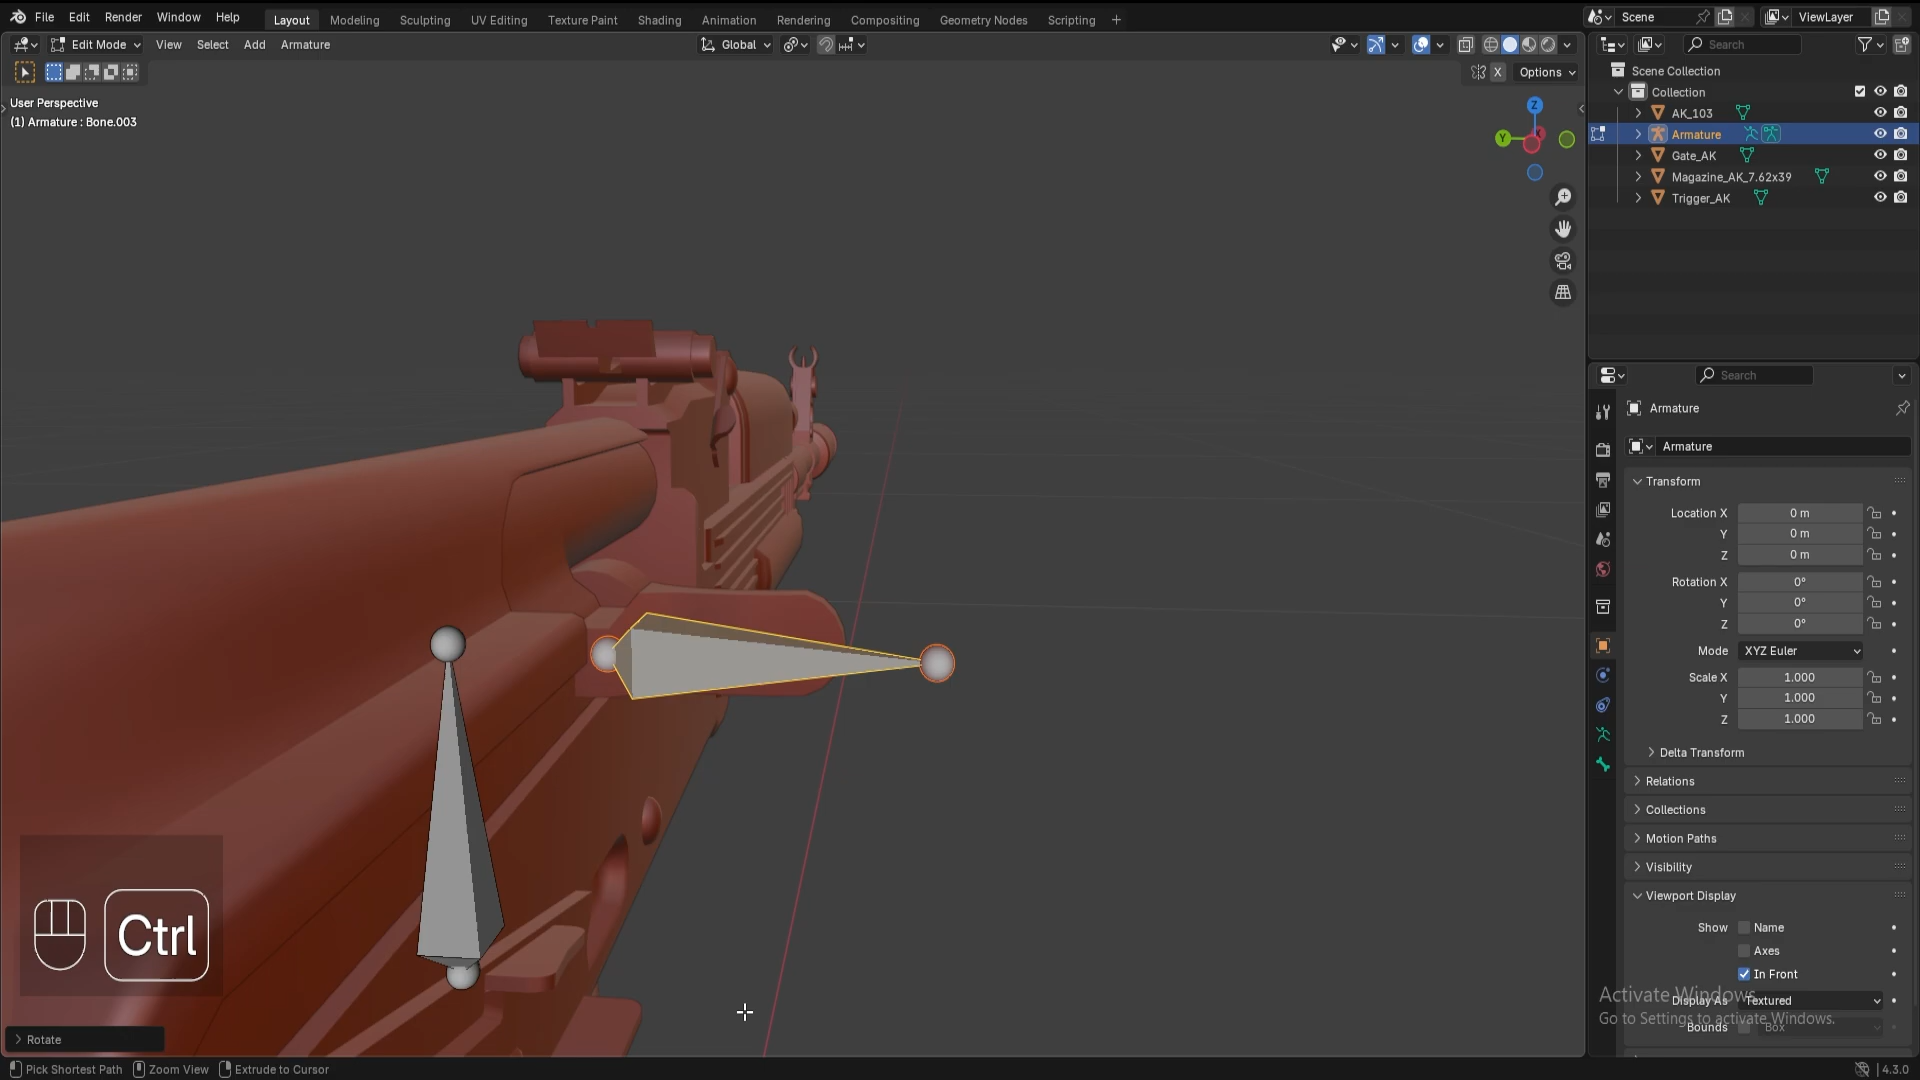 File Edit Render Window Help Layout Modeling Sculpting UV Editing Texture Paint Shading Animation Rendering Compositing Geometry Nodes Scripting + Scene ViewLayer
Edit Mode View Select Add Armature Global Search
X Options
User Perspective
(1) Armature : Bone.003
Z
Y
Scene Collection
Collection
AK_103
Armature
Gate_AK
Magazine_AK_7.62x39
Trigger_AK
Search
Armature
Armature
Transform
Location X 0 m
Y 0 m
Z 0 m
Rotation X 0°
Y 0°
Z 0°
Mode XYZ Euler
Scale X 1.000
Y 1.000
Z 1.000
Delta Transform
Relations
Collections
Motion Paths
Visibility
Viewport Display
Show Name
Axes
In Front
Display As Textured
Bounds Box
Activate Windows
Go to Settings to activate Windows.
Ctrl
Rotate
Pick Shortest Path Zoom View Extrude to Cursor 4.3.0